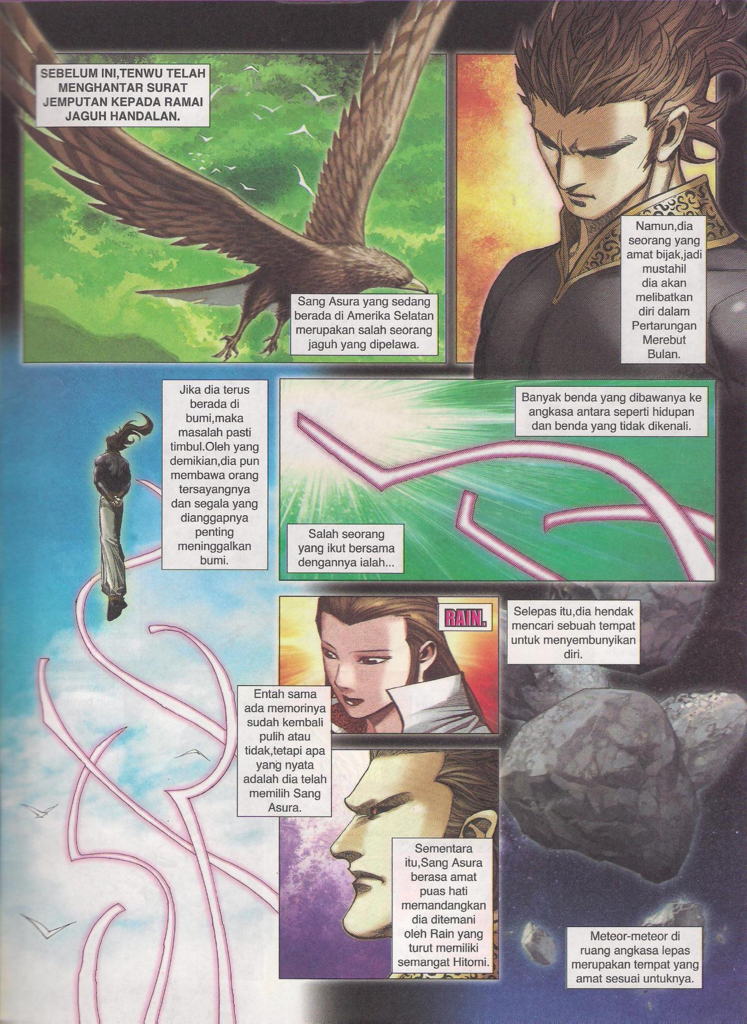 SEBELUM INI,TENWU TELAH
MENGHANTAR SURAT
JEMPUTAN KEPADA RAMAI
JAGUH HANDALAN.
Sang Asura yang sedang
berada di Amerika Selatan
merupakan salah seorang
jaguh yang dipelawa.
Namun,dia
seorang yang
amat bijak,jadi
mustahil
dia akan
melibatkan
diri dalam
Pertarungan
Merebut
Bulan.
Jika dia terus
berada di
bumi,maka
masalah pasti
timbul.Oleh yang
demikian,dia pun
membawa orang
tersayangnya
dan segala yang
dianggapnya
penting
meninggalkan
bumi.
Banyak benda yang dibawanya ke
angkasa antara seperti hidupan
dan benda yang tidak dikenali.
Salah seorang
yang ikut bersama
dengannya ialah...
RAIN.
Entah sama
ada memorinya
sudah kembali
pulih atau
tidak,tetapi apa
yang nyata
adalah dia telah
memilih Sang
Asura.
Sementara
itu,Sang Asura
berasa amat
puas hati
memandangkan
dia ditemani
oleh Rain yang
turut memiliki
semangat Hitomi.
Selepas itu,dia hendak
mencari sebuah tempat
untuk menyembunyikan
diri.
Meteor-meteor di
ruang angkasa lepas
merupakan tempat yang
amat sesuai untuknya.